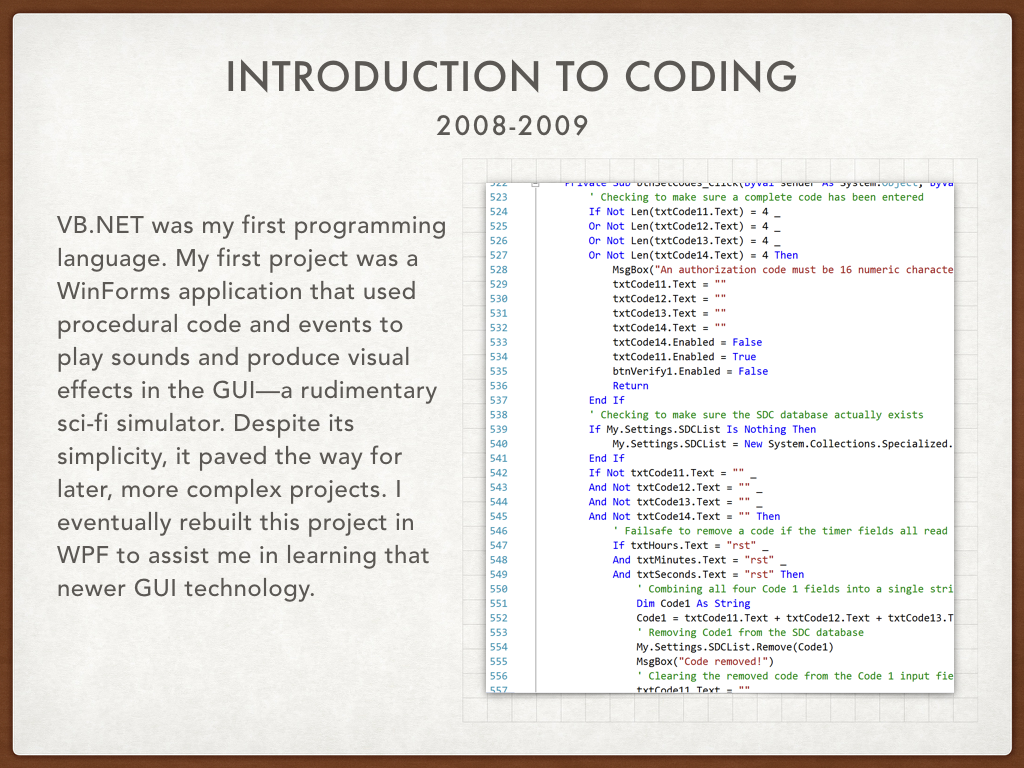 INTRODUCTION TO CODING
2008-2009
VB.NET was my first programming
language. My first project was a
WinForms application that used
procedural code and events to
play sounds and produce visual
effects in the GUI—a rudimentary
sci-fi simulator. Despite its
simplicity, it paved the way for
later, more complex projects. I
eventually rebuilt this project in
WPF to assist me in learning that
newer GUI technology.
522 Private Sub btnSetCodes_Click(ByVal sender As System.Object, ByVa
523 ' Checking to make sure a complete code has been entered
524 If Not Len(txtCode11.Text) = 4 _
525 Or Not Len(txtCode12.Text) = 4 _
526 Or Not Len(txtCode13.Text) = 4 _
527 Or Not Len(txtCode14.Text) = 4 Then
528 MsgBox("An authorization code must be 16 numeric characte
529 txtCode11.Text = ""
530 txtCode12.Text = ""
531 txtCode13.Text = ""
532 txtCode14.Text = ""
533 txtCode14.Enabled = False
534 txtCode11.Enabled = True
535 btnVerify1.Enabled = False
536 Return
537 End If
538 ' Checking to make sure the SDC database actually exists
539 If My.Settings.SDCList Is Nothing Then
540 My.Settings.SDCList = New System.Collections.Specialized.
541 End If
542 If Not txtCode11.Text = "" _
543 And Not txtCode12.Text = "" _
544 And Not txtCode13.Text = "" _
545 And Not txtCode14.Text = "" Then
546 ' Failsafe to remove a code if the timer fields all read
547 If txtHours.Text = "rst" _
548 And txtMinutes.Text = "rst" _
549 And txtSeconds.Text = "rst" Then
550 ' Combining all four Code 1 fields into a single stri
551 Dim Code1 As String
552 Code1 = txtCode11.Text + txtCode12.Text + txtCode13.T
553 ' Removing Code1 from the SDC database
554 My.Settings.SDCList.Remove(Code1)
555 MsgBox("Code removed!")
556 ' Clearing the removed code from the Code 1 input fie
557 txtCode11.Text = ""